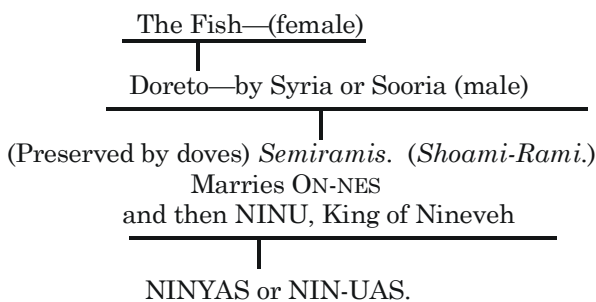 The Fish—(female)
Doreto—by Syria or Sooria (male)
(Preserved by doves) Semiramis. (Shoami-Rami.)
Marries ON-NES
and then NINU, King of Nineveh
NINYAS or NIN-UAS.